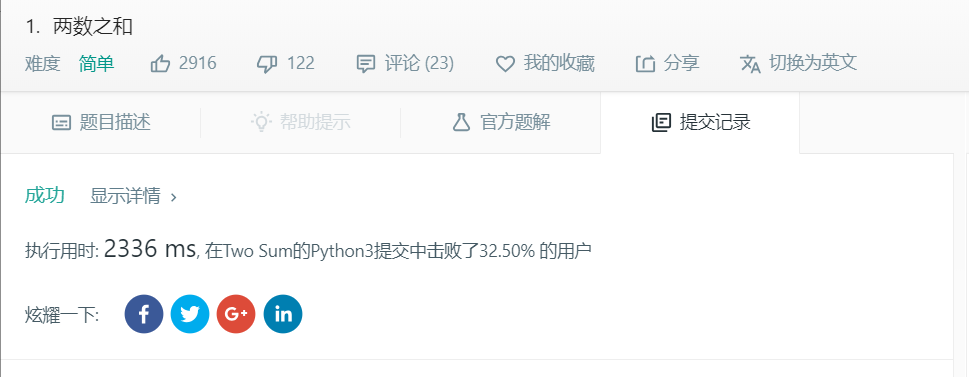 1. 两数之和
难度 简单 2916 122 评论 (23) 我的收藏 分享 切换为英文
题目描述 帮助提示 官方题解 提交记录
成功 显示详情 ›
执行用时: 2336 ms, 在Two Sum的Python3提交中击败了32.50% 的用户
炫耀一下: f G+ in